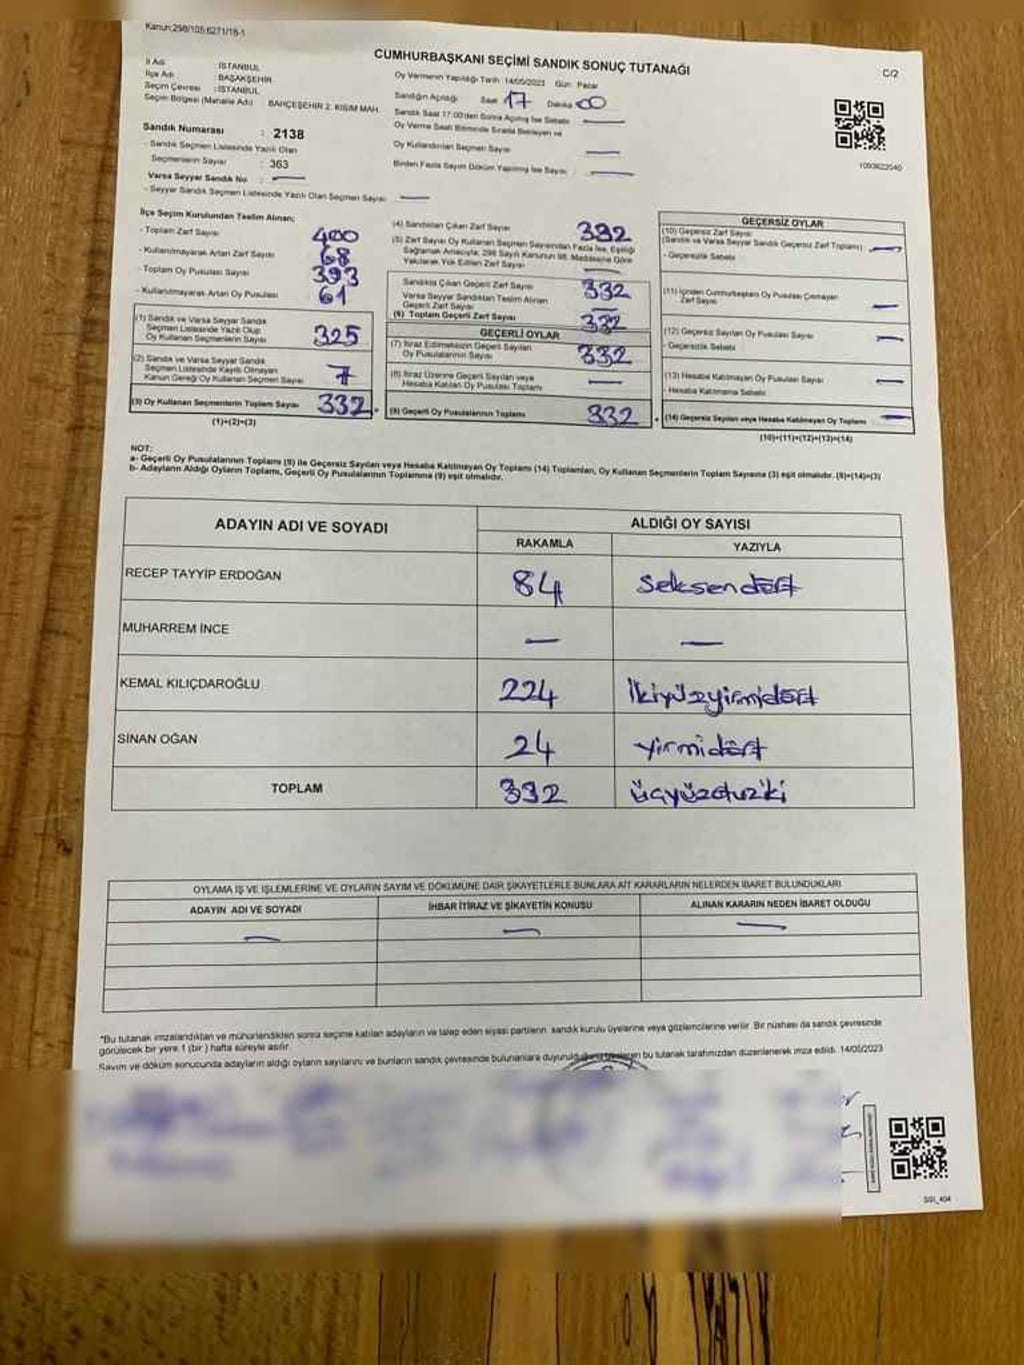 Kanun:298/105;6271/18-1
CUMHURBAŞKANI SEÇİMİ SANDIK SONUÇ TUTANAĞI
C/2
İl Adı : İSTANBUL
İlçe Adı : BAŞAKŞEHİR
Seçim Çevresi : İSTANBUL
Seçim Bölgesi (Mahalle Adı) BAHÇEŞEHİR 2. KISIM MAH.
Sandık Numarası : 2138
- Sandık Seçmen Listesinde Yazılı Olan
Seçmenlerin Sayısı : 363
Varsa Seyyar Sandık No : —
- Seyyar Sandık Seçmen Listesinde Yazılı Olan Seçmen Sayısı —
Oy Vermenin Yapıldığı Tarih 14/05/2023 Gün Pazar
Sandığın Açıldığı Saat 17 Dakika 00
Sandık Saat 17:00'den Sonra Açılmış İse Sebebi —
Oy Verme Saati Bitiminde Sırada Bekleyen ve
Oy Kullandırılan Seçmen Sayısı —
Birden Fazla Sayım Döküm Yapılmış İse Sayısı : —
1093622040
İlçe Seçim Kurulundan Teslim Alınan;
- Toplam Zarf Sayısı 400
- Kullanılmayarak Artan Zarf Sayısı 68
- Toplam Oy Pusulası Sayısı 393
- Kullanılmayarak Artan Oy Pusulası 61
(1) Sandık ve Varsa Seyyar Sandık
Seçmen Listesinde Yazılı Olup
Oy Kullanan Seçmenlerin Sayısı 325
(2) Sandık ve Varsa Seyyar Sandık
Seçmen Listesinde Kayıtlı Olmayan
Kanun Gereği Oy Kullanan Seçmen Sayısı 7
(3) Oy Kullanan Seçmenlerin Toplam Sayısı 332
(1)+(2)=(3)
(4) Sandıktan Çıkan Zarf Sayısı 332
(5) Zarf Sayısı Oy Kullanan Seçmen Sayısından Fazla İse, Eşitliği
Sağlamak Amacıyla, 298 Sayılı Kanunun 98. Maddesine Göre
Yakılarak Yok Edilen Zarf Sayısı —
Sandıkta Çıkan Geçerli Zarf Sayısı 332
Varsa Seyyar Sandıktan Teslim Alınan
Geçerli Zarf Sayısı —
(6) Toplam Geçerli Zarf Sayısı 332
GEÇERLİ OYLAR
(7) İtiraz Edilmeksizin Geçerli Sayılan
Oy Pusulalarının Sayısı 332
(8) İtiraz Üzerine Geçerli Sayılan veya
Hesaba Katılan Oy Pusulası Toplamı —
(9) Geçerli Oy Pusulalarının Toplamı 332
GEÇERSİZ OYLAR
(10) Geçersiz Zarf Sayısı
(Sandık ve Varsa Seyyar Sandık Geçersiz Zarf Toplamı) —
- Geçersizlik Sebebi
(11) İçinden Cumhurbaşkanı Oy Pusulası Çıkmayan
Zarf Sayısı —
(12) Geçersiz Sayılan Oy Pusulası Sayısı —
- Geçersizlik Sebebi
(13) Hesaba Katılmayan Oy Pusulası Sayısı —
- Hesaba Katılmama Sebebi
(14) Geçersiz Sayılan veya Hesaba Katılmayan Oy Toplamı —
(10)+(11)+(12)+(13)=(14)
NOT:
a- Geçerli Oy Pusulalarının Toplamı (9) ile Geçersiz Sayılan veya Hesaba Katılmayan Oy Toplamı (14) Toplamları, Oy Kullanan Seçmenlerin Toplam Sayısına (3) eşit olmalıdır. (9)+(14)=(3)
b- Adayların Aldığı Oyların Toplamı, Geçerli Oy Pusulalarının Toplamına (9) eşit olmalıdır.
ADAYIN ADI VE SOYADI
ALDIĞI OY SAYISI
RAKAMLA YAZIYLA
RECEP TAYYİP ERDOĞAN 84 Seksendört
MUHARREM İNCE — —
KEMAL KILIÇDAROĞLU 224 İkiyüzyirmidört
SİNAN OĞAN 24 yirmidört
TOPLAM 332 üçyüzotuziki
OYLAMA İŞ VE İŞLEMLERİNE VE OYLARIN SAYIM VE DÖKÜMÜNE DAİR ŞİKAYETLERLE BUNLARA AİT KARARLARIN NELERDEN İBARET BULUNDUKLARI
ADAYIN ADI VE SOYADI İHBAR İTİRAZ VE ŞİKAYETİN KONUSU ALINAN KARARIN NEDEN İBARET OLDUĞU
— — —
*Bu tutanak imzalandıktan ve mühürlendikten sonra seçime katılan adayların ve talep eden siyasi partilerin sandık kurulu üyelerine veya gözlemcilerine verilir. Bir nüshası da sandık çevresinde
görülecek bir yere 1 (bir) hafta süreyle asılır.
Sayım ve döküm sonucunda adayların aldığı oyların sayılarını ve bunların sandık çevresinde bulunanlara bu tutanak tarafımızdan düzenlenerek imza edildi. 14/05/2023
SGI_404